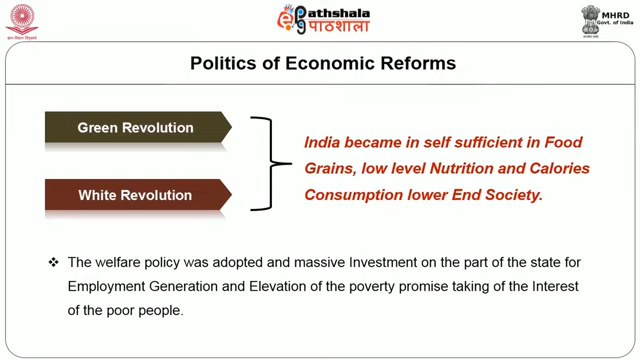 Pathshala
पाठशाला
MHRD
Govt. of India
Politics of Economic Reforms
Green Revolution
White Revolution
India became in self sufficient in Food
Grains, low level Nutrition and Calories
Consumption lower End Society.
❖ The welfare policy was adopted and massive Investment on the part of the state for
Employment Generation and Elevation of the poverty promise taking of the Interest
of the poor people.